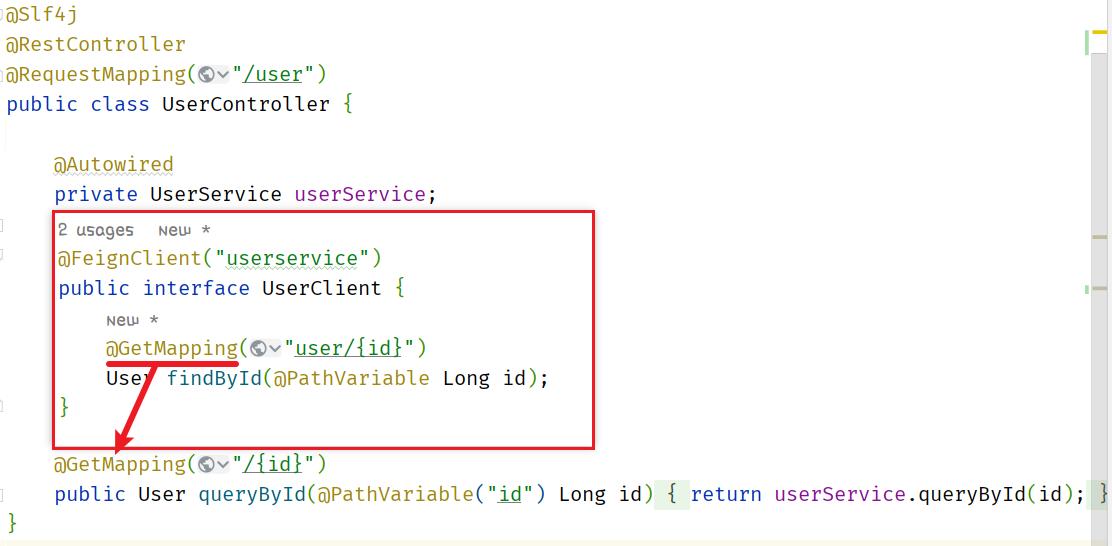 @Slf4j
@RestController
@RequestMapping("/user")
public class UserController {
@Autowired
private UserService userService;
2 usages New *
@FeignClient("userservice")
public interface UserClient {
New *
@GetMapping("user/{id}")
User findById(@PathVariable Long id);
}
@GetMapping("/{id}")
public User queryById(@PathVariable("id") Long id) { return userService.queryById(id); }
}